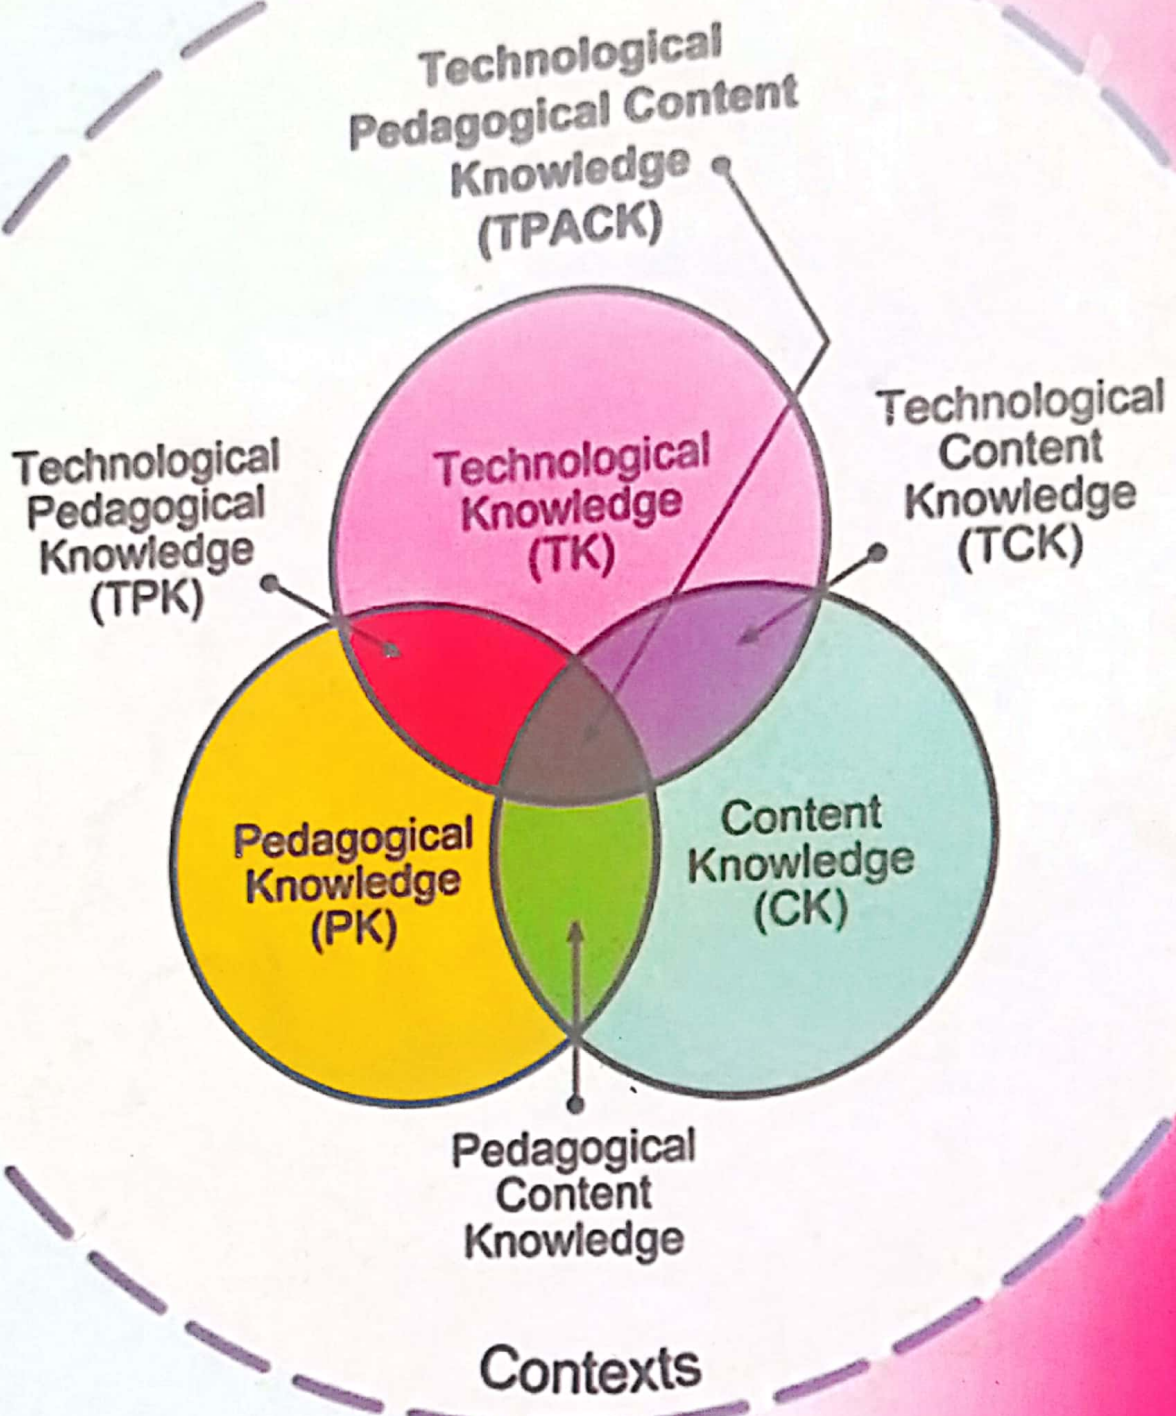 Technological
Pedagogical Content
Knowledge
(TPACK)
Technological
Content
Knowledge
(TCK)
Technological
Pedagogical
Knowledge
(TPK)
Technological
Knowledge
(TK)
Pedagogical
Knowledge
(PK)
Content
Knowledge
(CK)
Pedagogical
Content
Knowledge
Contexts